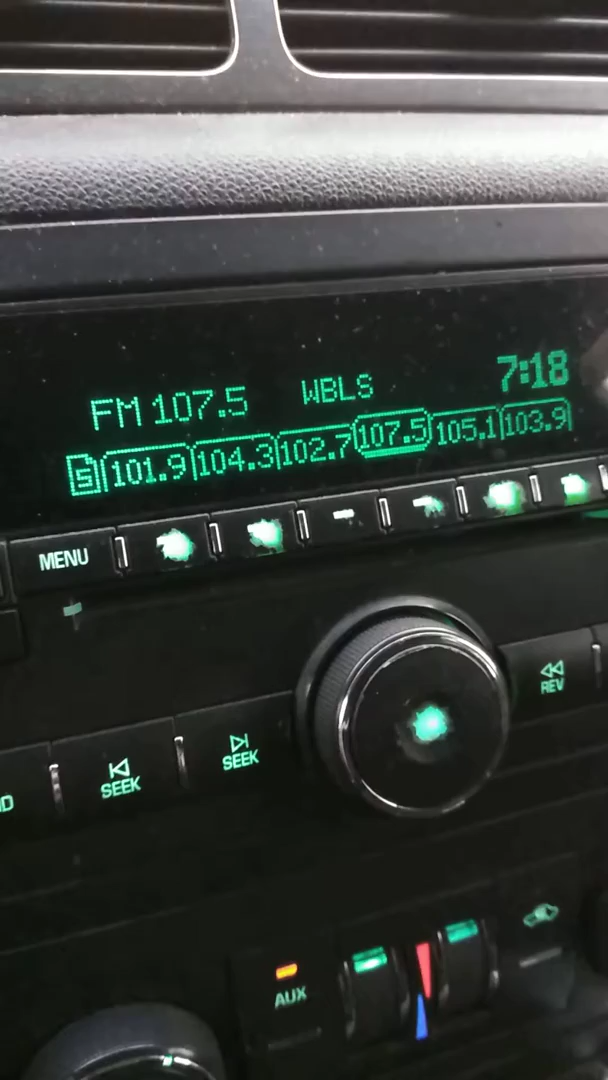 FM 107.5 WBLS 7:18
S 101.9 104.3 102.7 107.5 105.1 103.9
MENU
REV
SEEK SEEK
AUX